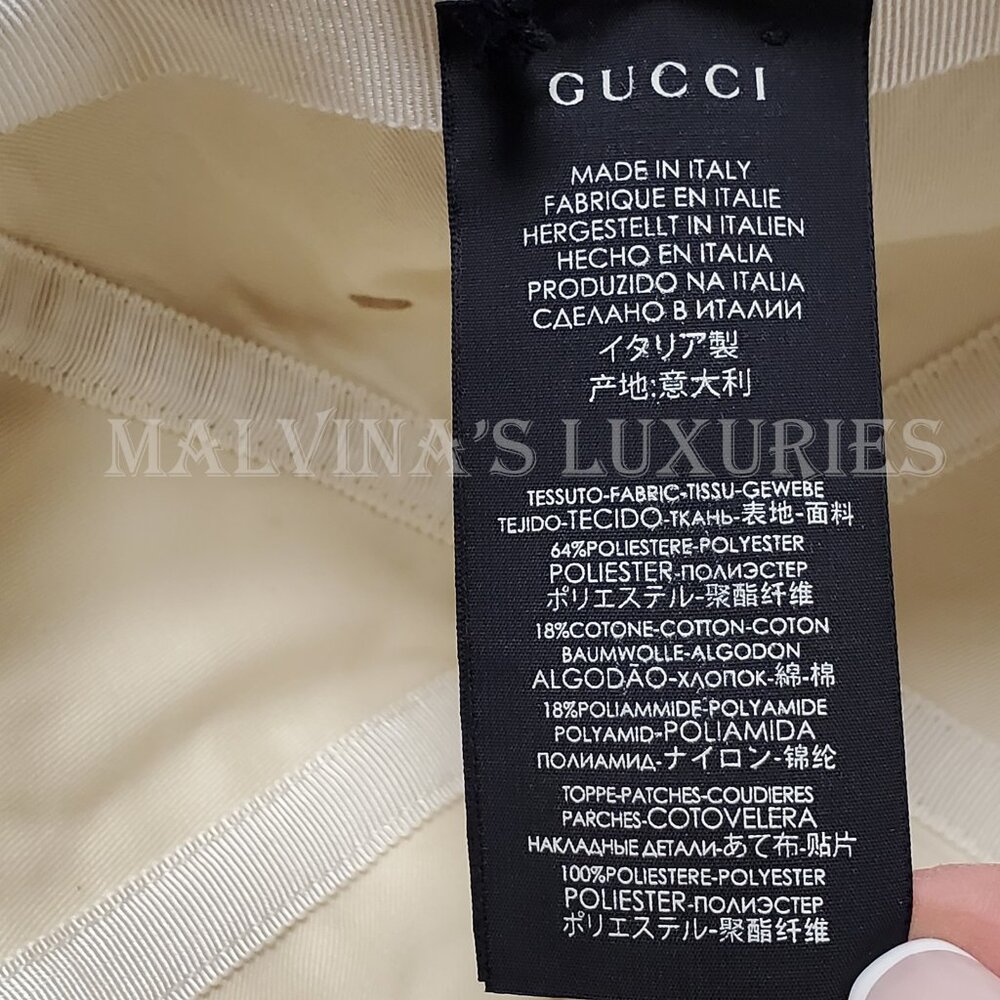 GUCCI
MADE IN ITALY
FABRIQUE EN ITALIE
HERGESTELLT IN ITALIEN
HECHO EN ITALIA
PRODUZIDO NA ITALIA
СДЕЛАНО В ИТАЛИИ
イタリア製
产地:意大利
MALVINA'S LUXURIES
TESSUTO-FABRIC-TISSU-GEWEBE
TEJIDO-TECIDO-ТКАНЬ-表地-面料
64%POLIESTERE-POLYESTER
POLIESTER-ПОЛИЭСТЕР
ポリエステル-聚酯纤维
18%COTONE-COTTON-COTON
BAUMWOLLE-ALGODON
ALGODÃO-ХЛОПОК-綿-棉
18%POLIAMMIDE-POLYAMIDE
POLYAMID-POLIAMIDA
ПОЛИАМИД-ナイロン-锦纶
TOPPE-PATCHES-COUDIERES
PARCHES-COTOVELERA
НАКЛАДНЫЕ ДЕТАЛИ-あて布-贴片
100%POLIESTERE-POLYESTER
POLIESTER-ПОЛИЭСТЕР
ポリエステル-聚酯纤维